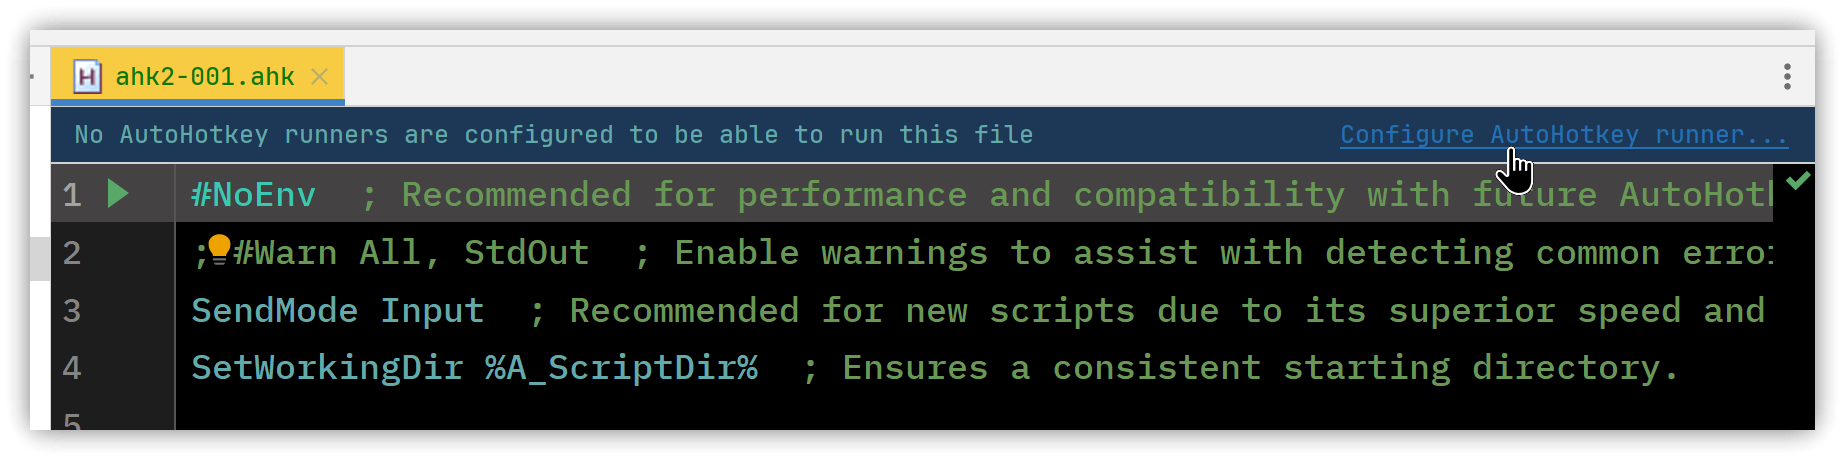 ahk2-001.ahk
No AutoHotkey runners are configured to be able to run this file Configure AutoHotkey runner...
1 #NoEnv ; Recommended for performance and compatibility with future
2 ; #Warn All, StdOut ; Enable warnings to assist with detecting common
3 SendMode Input ; Recommended for new scripts due to its superior speed and
4 SetWorkingDir %A_ScriptDir% ; Ensures a consistent starting directory.
5